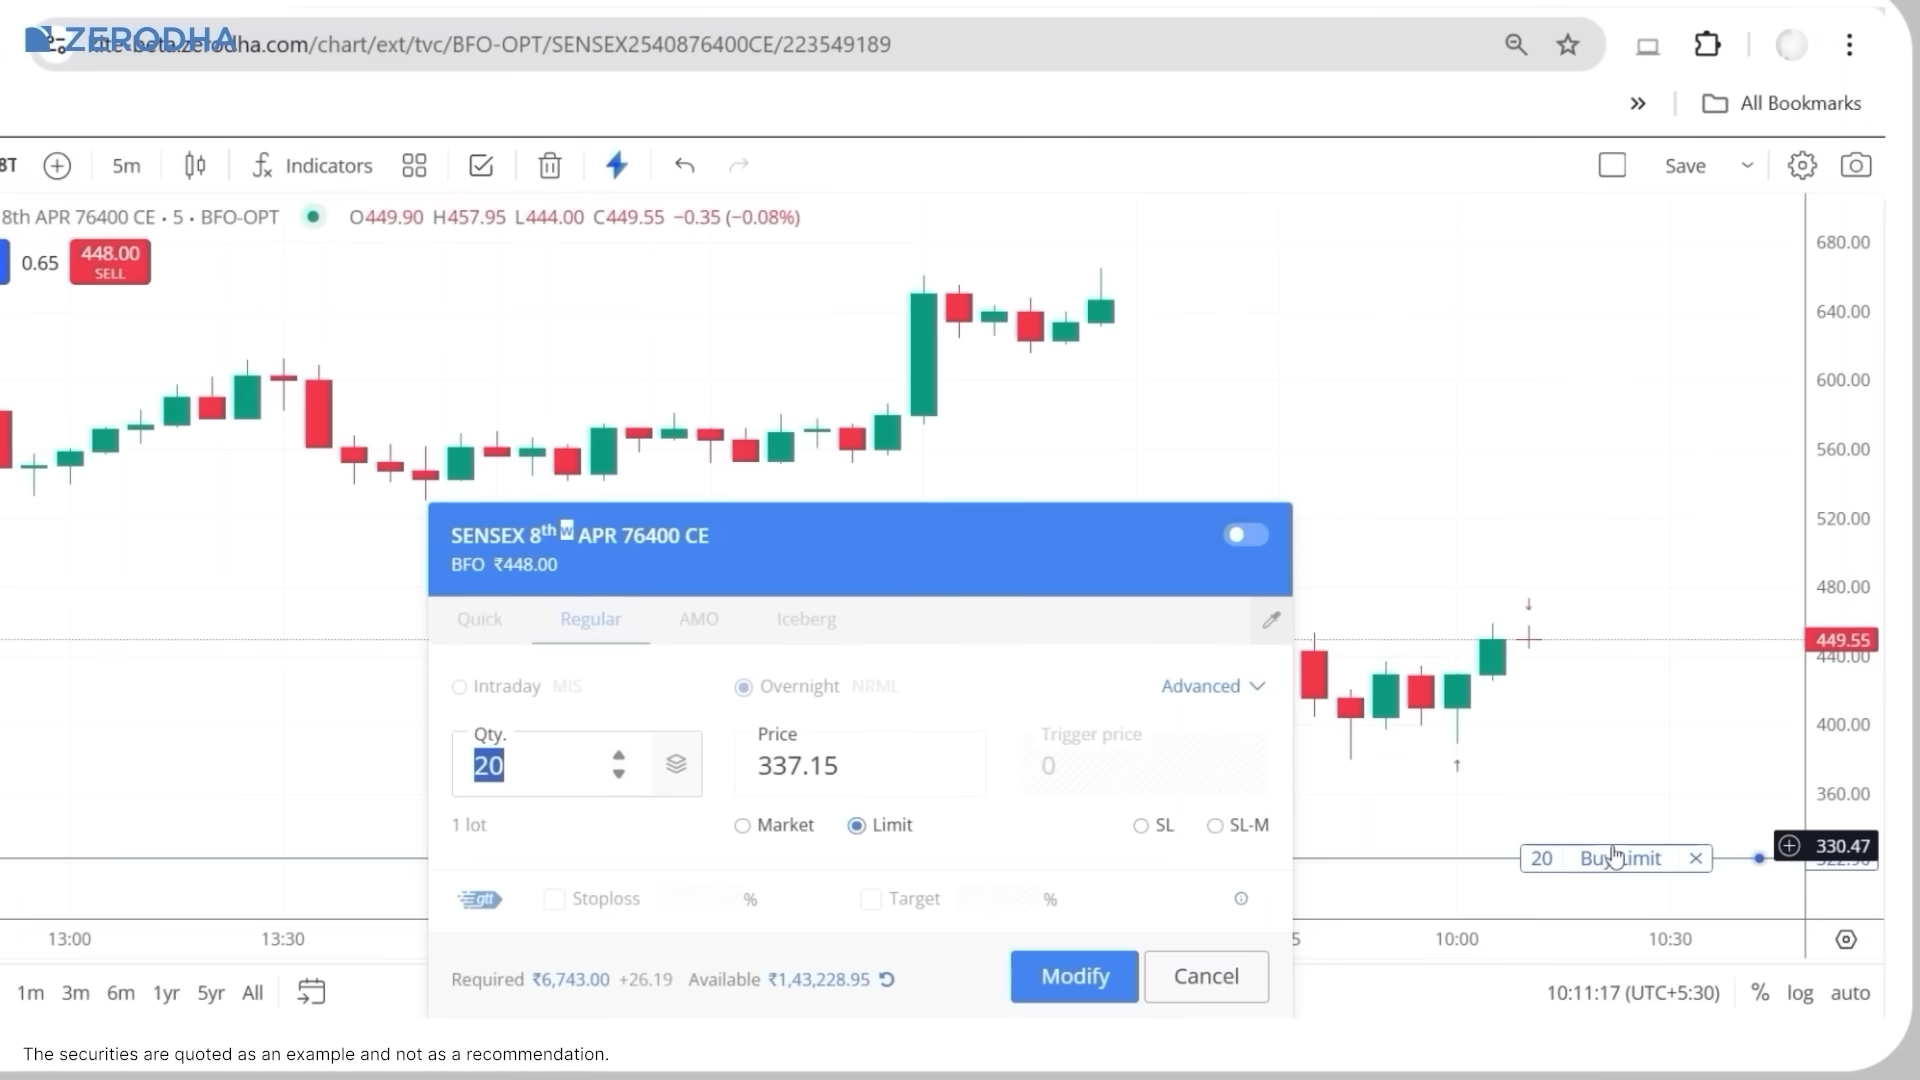 ZERODHA
zerodha.com/chart/ext/tvc/BFO-OPT/SENSEX2540876400CE/223549189
All Bookmarks
5m Indicators Save
8th APR 76400 CE • 5 • BFO-OPT O449.90 H457.95 L444.00 C449.55 −0.35 (−0.08%)
0.65 448.00 SELL
680.00
640.00
600.00
560.00
520.00
480.00
449.55
440.00
400.00
360.00
330.47
SENSEX 8th w APR 76400 CE
BFO ₹448.00
Quick Regular AMO Iceberg
Intraday MIS Overnight NRML Advanced
Qty. Price Trigger price
20 337.15 0
1 lot Market Limit SL SL-M
20 Buy Limit
Stoploss % Target %
Required ₹6,743.00 +26.19 Available ₹1,43,228.95 Modify Cancel
13:00 13:30 5 10:00 10:30
1m 3m 6m 1yr 5yr All 10:11:17 (UTC+5:30) % log auto
The securities are quoted as an example and not as a recommendation.